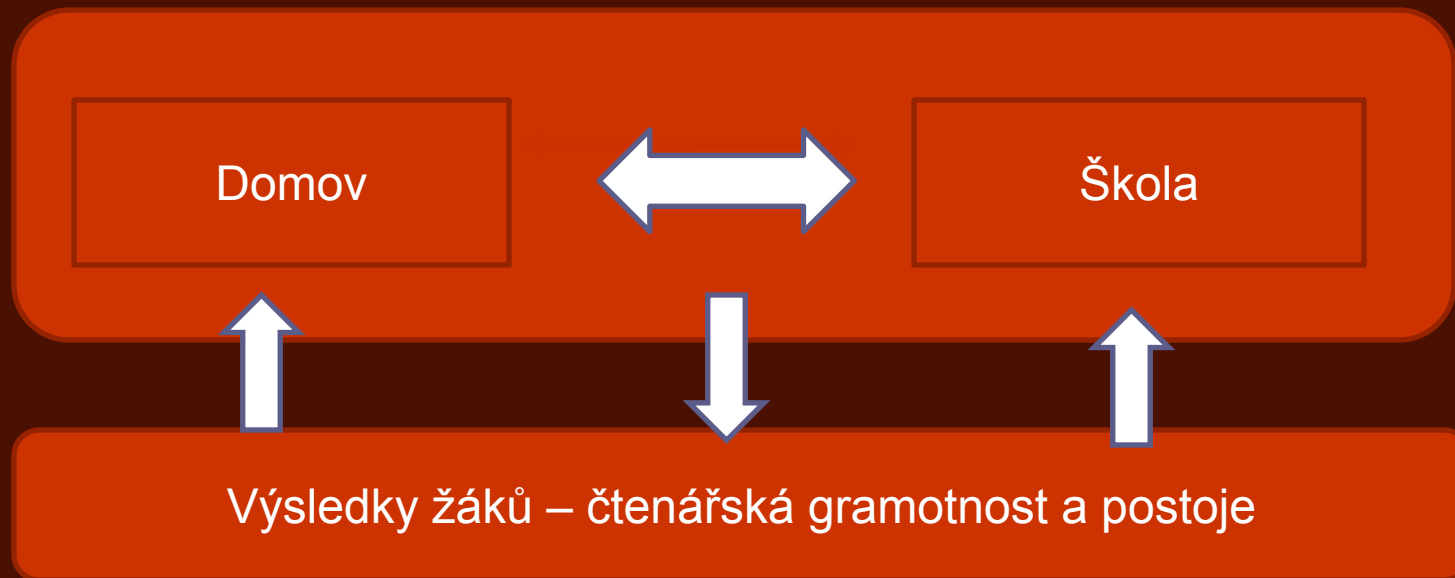 Domov
Škola
Výsledky žáků – čtenářská gramotnost a postoje